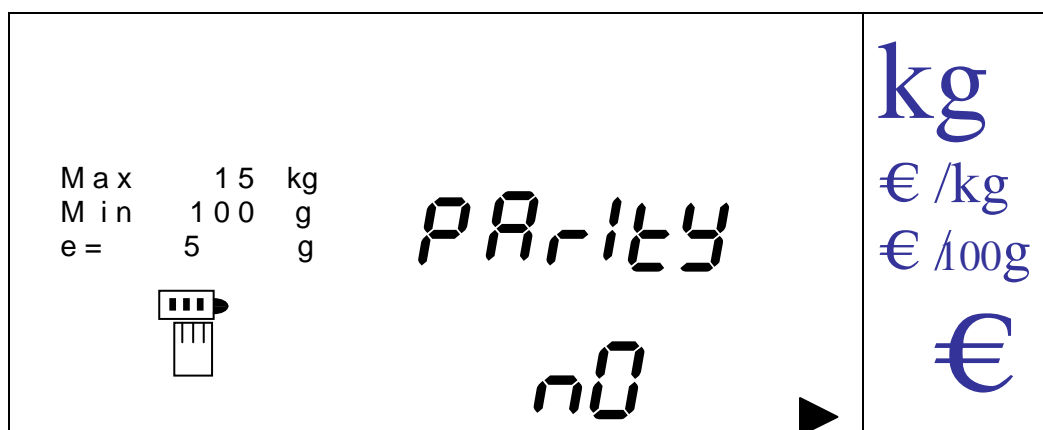 Max 15 kg
Min 100 g
e= 5 g
PArItY
n0
kg
€/kg
€/100g
€